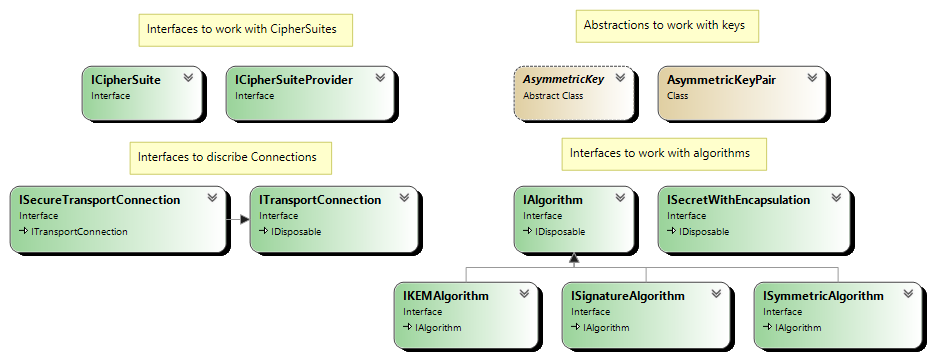 Interfaces to work with CipherSuites
Abstractions to work with keys
ICipherSuite
Interface
ICipherSuiteProvider
Interface
AsymmetricKey
Abstract Class
AsymmetricKeyPair
Class
Interfaces to discribe Connections
Interfaces to work with algorithms
ISecureTransportConnection
Interface
ITransportConnection
ITransportConnection
Interface
IDisposable
IAlgorithm
Interface
IDisposable
ISecretWithEncapsulation
Interface
IDisposable
IKEMAlgorithm
Interface
IAlgorithm
ISignatureAlgorithm
Interface
IAlgorithm
ISymmetricAlgorithm
Interface
IAlgorithm